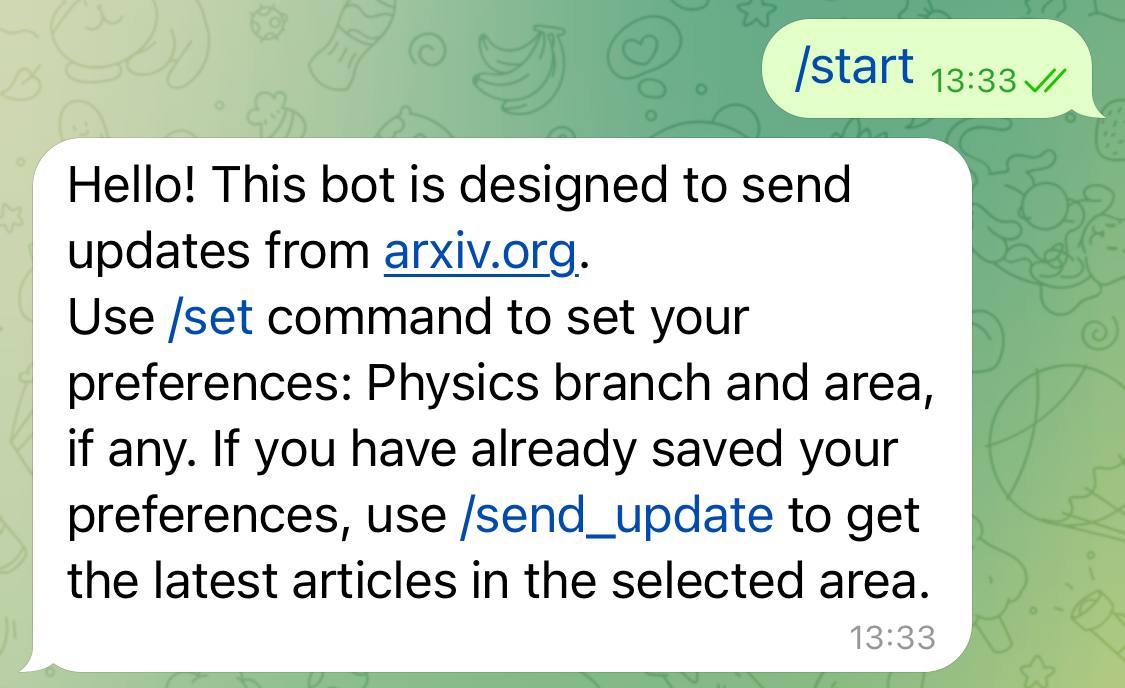 /start 13:33
Hello! This bot is designed to send
updates from arxiv.org.
Use /set command to set your
preferences: Physics branch and area,
if any. If you have already saved your
preferences, use /send_update to get
the latest articles in the selected area.
13:33